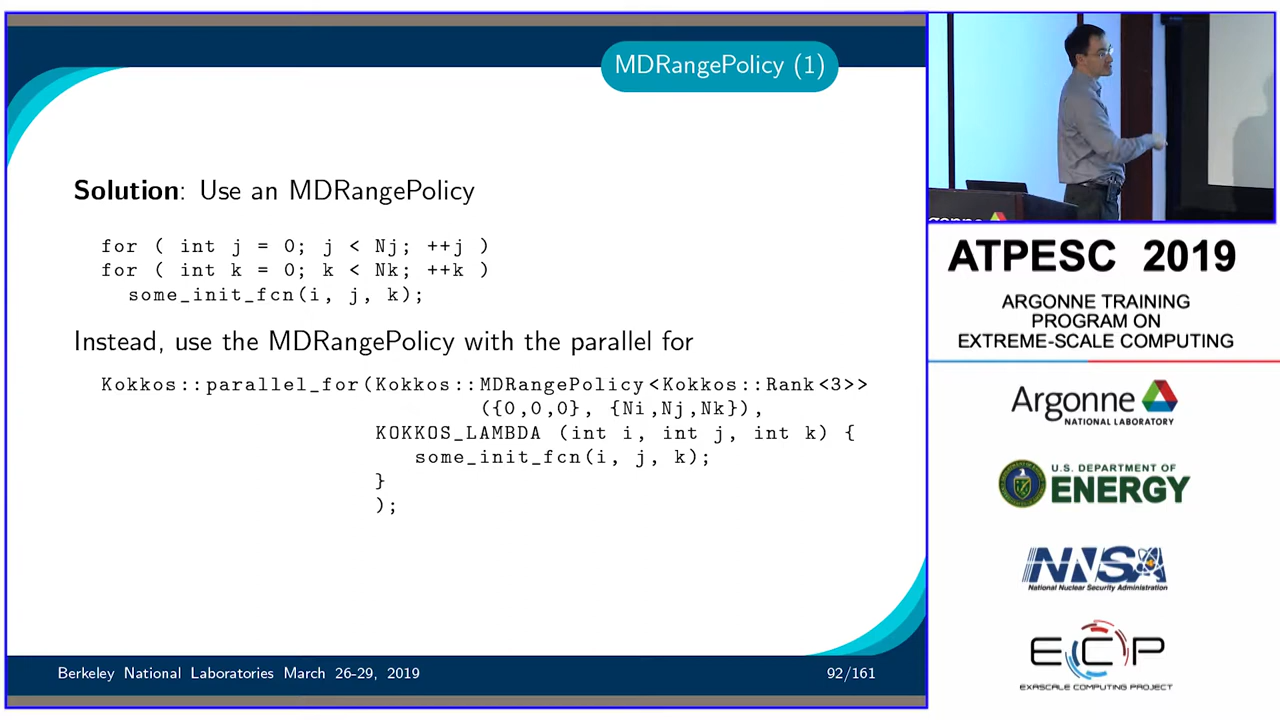 MDRangePolicy (1)
Solution: Use an MDRangePolicy
for ( int j = 0; j < Nj; ++j )
for ( int k = 0; k < Nk; ++k )
some_init_fcn(i, j, k);
Instead, use the MDRangePolicy with the parallel for
Kokkos::parallel_for(Kokkos::MDRangePolicy<Kokkos::Rank<3>>
({0,0,0}, {Ni,Nj,Nk}),
KOKKOS_LAMBDA (int i, int j, int k) {
some_init_fcn(i, j, k);
}
);
Berkeley National Laboratories March 26-29, 2019
92/161
ATPESC 2019
ARGONNE TRAINING
PROGRAM ON
EXTREME-SCALE COMPUTING
Argonne
NATIONAL LABORATORY
U.S. DEPARTMENT OF
ENERGY
NNSA
National Nuclear Security Administration
ECP
EXASCALE COMPUTING PROJECT